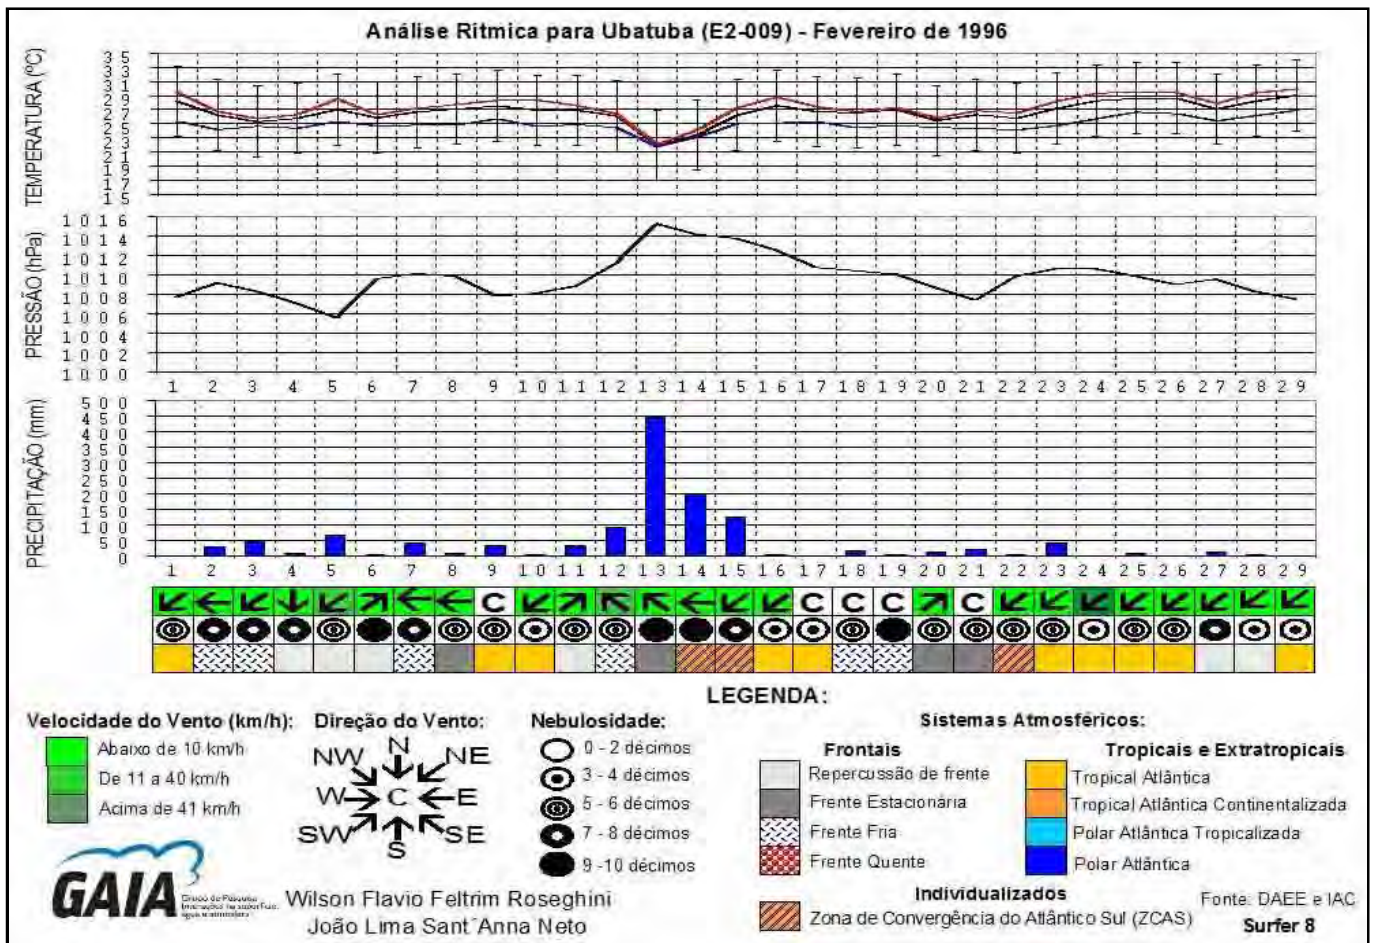 Análise Rítmica para Ubatuba (E2-009) - Fevereiro de 1996
TEMPERATURA (ºC)
35
33
31
29
27
25
23
21
19
17
15
PRESSÃO (hPa)
1016
1014
1012
1010
1008
1006
1004
1002
1000
1 2 3 4 5 6 7 8 9 10 11 12 13 14 15 16 17 18 19 20 21 22 23 24 25 26 27 28 29
PRECIPITAÇÃO (mm)
500
450
400
350
300
250
200
150
100
50
0
1 2 3 4 5 6 7 8 9 10 11 12 13 14 15 16 17 18 19 20 21 22 23 24 25 26 27 28 29
C C C C C
LEGENDA:
Velocidade do Vento (km/h):
Abaixo de 10 km/h
De 11 a 40 km/h
Acima de 41 km/h
Direção do Vento:
N
NW NE
W C E
SW SE
S
Nebulosidade:
0 - 2 décimos
3 - 4 décimos
5 - 6 décimos
7 - 8 décimos
9 -10 décimos
Sistemas Atmosféricos:
Frontais
Repercussão de frente
Frente Estacionária
Frente Fria
Frente Quente
Tropicais e Extratropicais
Tropical Atlântica
Tropical Atlântica Continentalizada
Polar Atlântica Tropicalizada
Polar Atlântica
Individualizados
Zona de Convergência do Atlântico Sul (ZCAS)
GAIA
Grupo de Pesquisa
Wilson Flavio Feltrim Roseghini
João Lima Sant´Anna Neto
Fonte: DAEE e IAC
Surfer 8